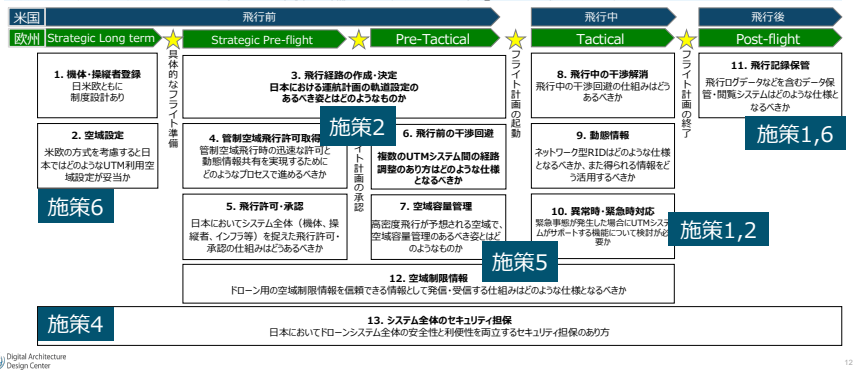 米国
飛行前
飛行中
飛行後
欧州
Strategic Long term
Strategic Pre-flight
Pre-Tactical
Tactical
Post-flight
具体的なフライト準備
フライト計画の起動
フライト計画の終了
1. 機体・操縦者登録
日米欧ともに
制度設計あり
3. 飛行経路の作成・決定
日本における運航計画の軌道設定の
あるべき姿とはどのようなものか
8. 飛行中の干渉解消
飛行中の干渉回避の仕組みはどう
あるべきか
11. 飛行記録保管
飛行ログデータなどを含むデータ保
管・閲覧システムはどのような仕様と
なるべきか
施策1,6
2. 空域設定
米欧の方式を考慮すると日
本ではどのようなUTM利用空
域設定が妥当か
施策6
施策2
4. 管制空域飛行許可取得
管制空域飛行時の迅速な許可と
動態情報共有を実現するために
どのようなプロセスで進めるべきか
イト計画の承認
6. 飛行前の干渉回避
複数のUTMシステム間の経路
調整のあり方はどのような仕様
となるべきか
9. 動態情報
ネットワーク型RIDはどのような仕様
となるべきか、また得られる情報をど
う活用するべきか
5. 飛行許可・承認
日本においてシステム全体（機体、操
縦者、インフラ等）を捉えた飛行許可・
承認の仕組みはどうあるべきか
7. 空域容量管理
高密度飛行が予想される空域で、
空域容量管理のあるべき姿とはど
のようなものか
施策5
10. 異常時・緊急時対応
緊急事態が発生した場合にUTMシステ
ムがサポートする機能について検討が必
要か
施策1,2
12. 空域制限情報
ドローン用の空域制限情報を信頼できる情報として発信・受信する仕組みはどのような仕様となるべきか
施策4
13. システム全体のセキュリティ担保
日本においてドローンシステム全体の安全性と利便性を両立するセキュリティ担保のあり方
Digital Architecture
Design Center
12